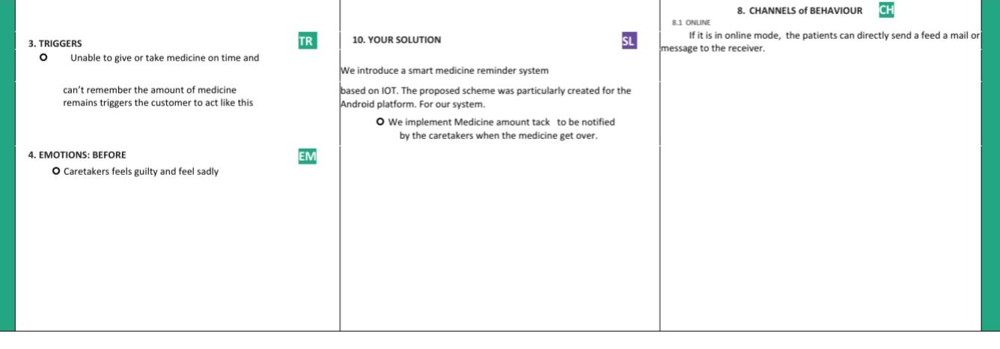 3. TRIGGERS TR
O Unable to give or take medicine on time and
can’t remember the amount of medicine
remains triggers the customer to act like this
4. EMOTIONS: BEFORE EM
O Caretakers feels guilty and feel sadly
10. YOUR SOLUTION SL
We introduce a smart medicine reminder system
based on IOT. The proposed scheme was particularly created for the
Android platform. For our system.
O We implement Medicine amount tack to be notified
by the caretakers when the medicine get over.
8. CHANNELS of BEHAVIOUR CH
8.1 ONLINE
If it is in online mode, the patients can directly send a feed a mail or
message to the receiver.